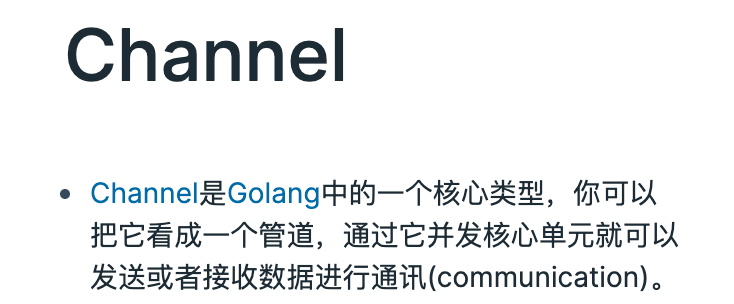 Channel
Channel是Golang中的一个核心类型，你可以
把它看成一个管道，通过它并发核心单元就可以
发送或者接收数据进行通讯(communication)。